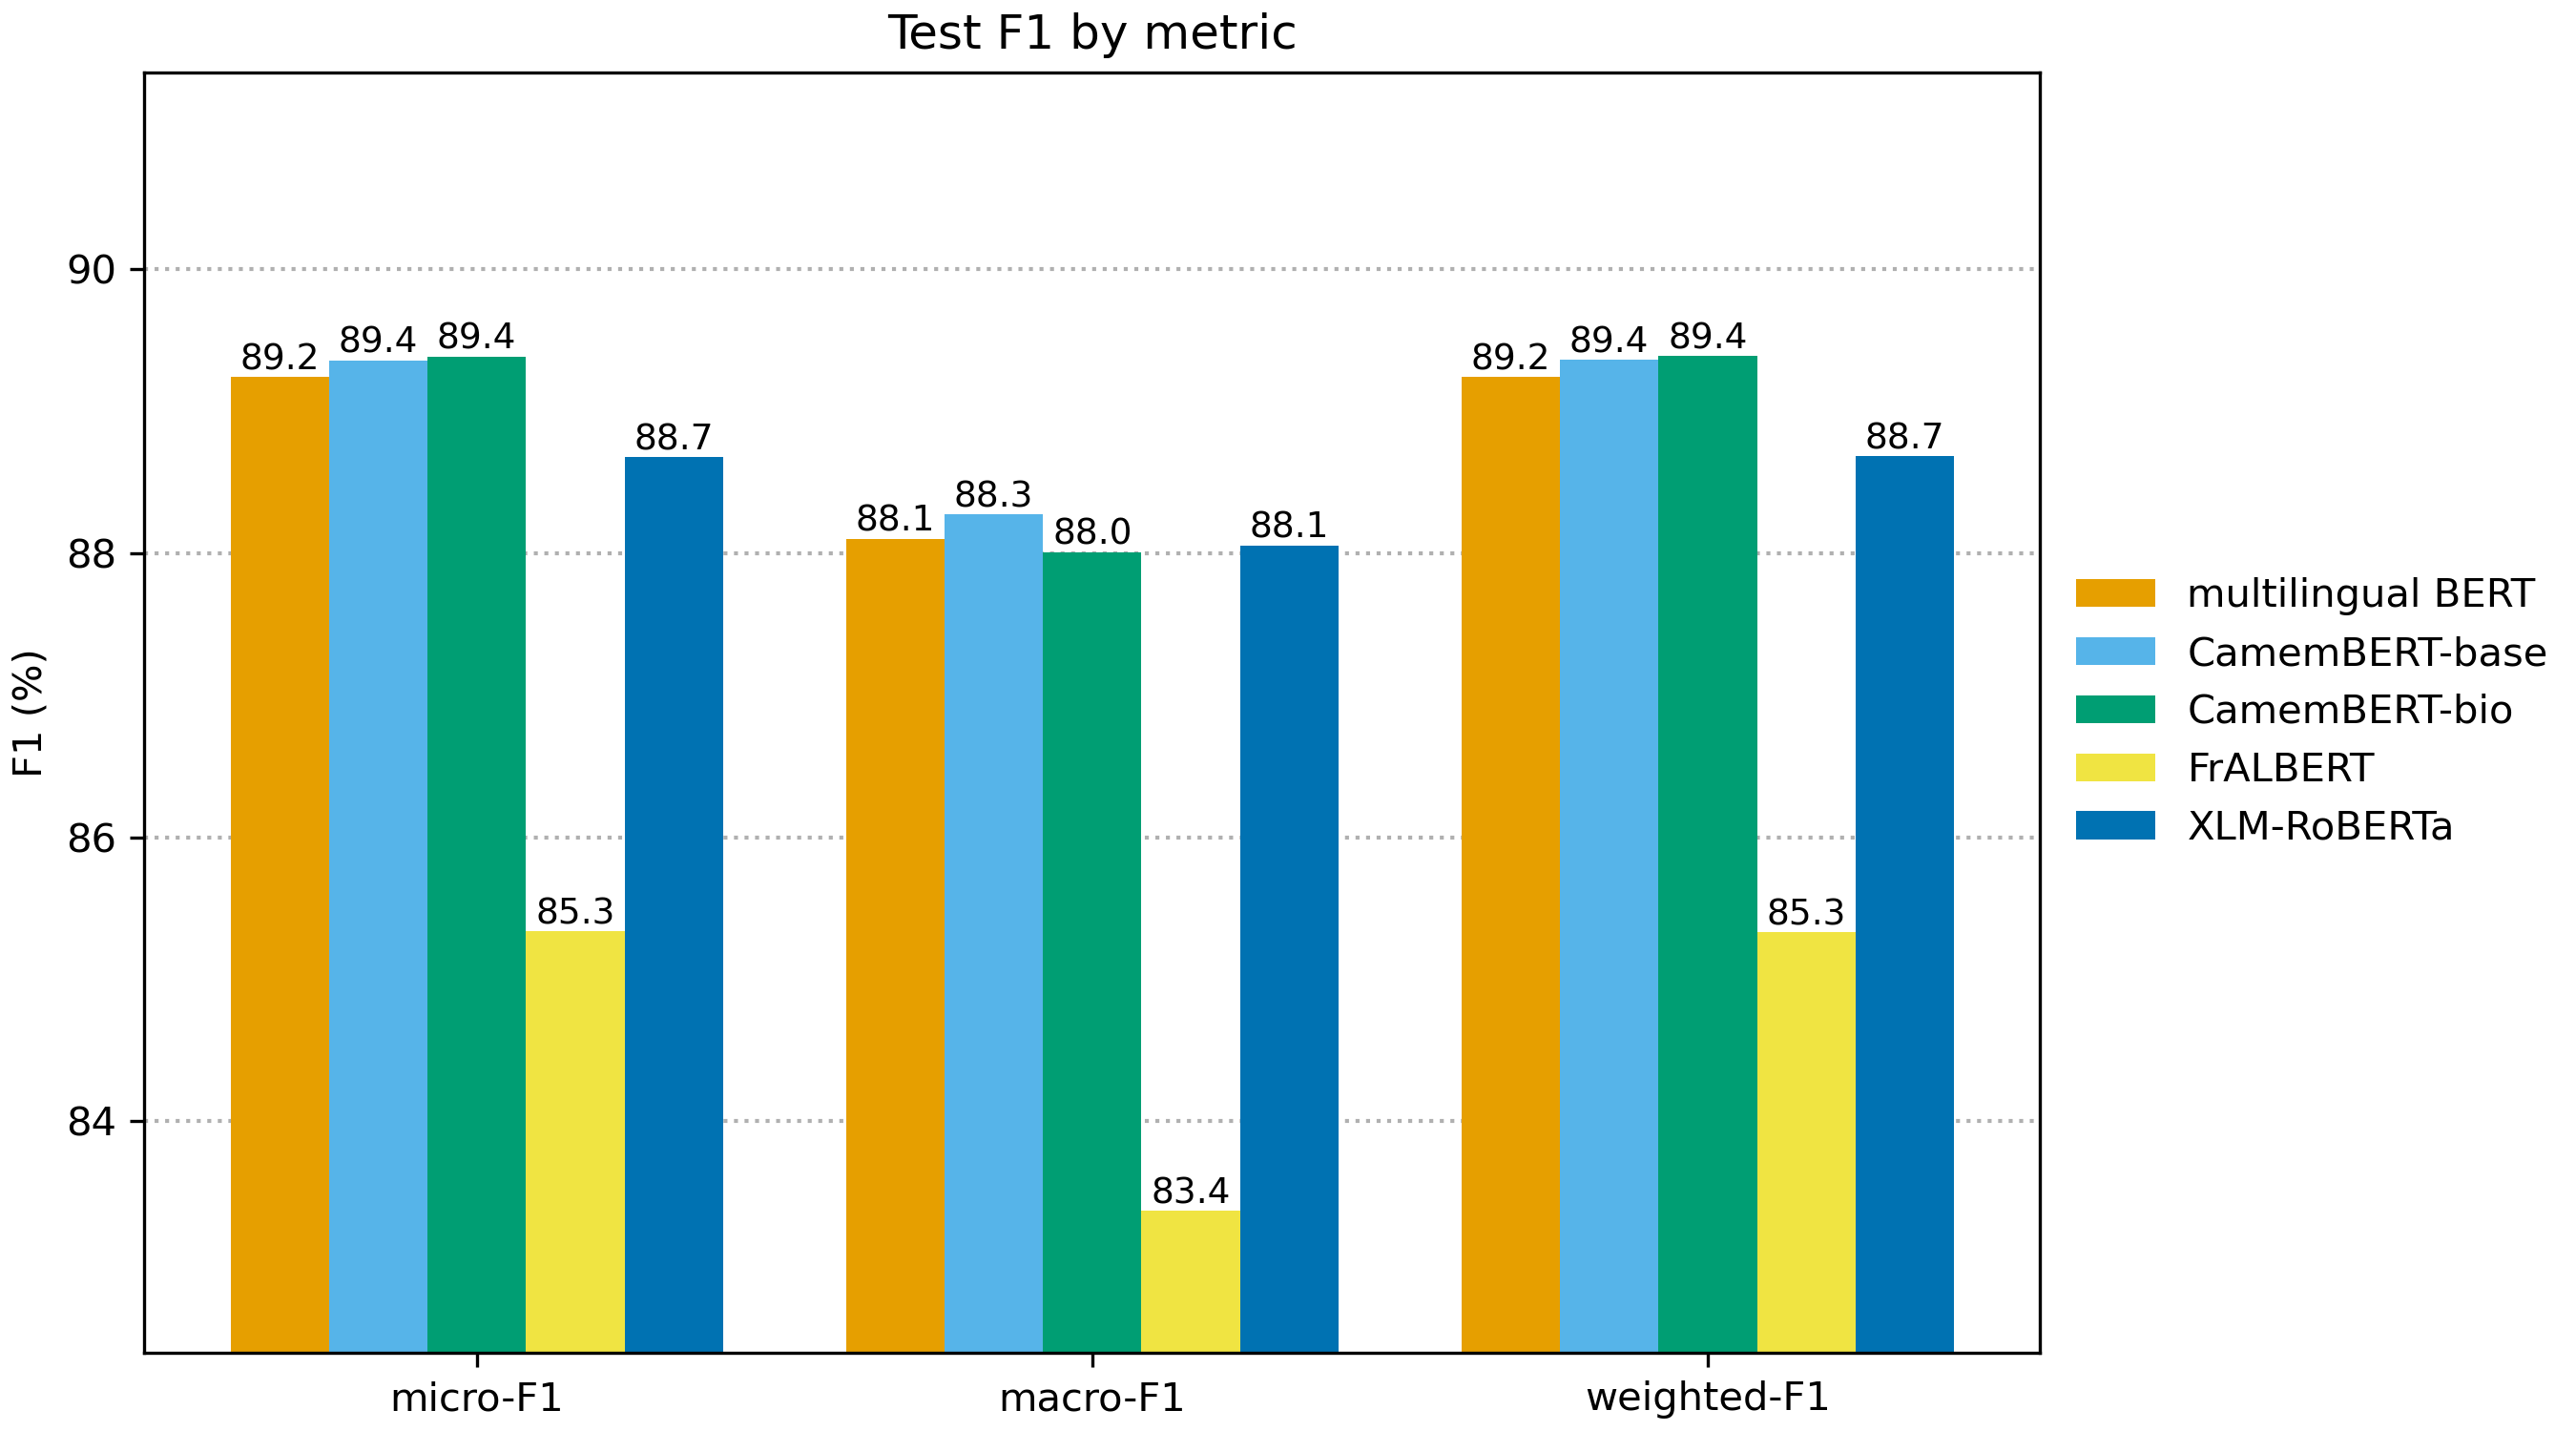 Test F1 by metric
F1 (%)
90
88
86
84
89.2
89.4
89.4
85.3
88.7
88.1
88.3
88.0
83.4
88.1
89.2
89.4
89.4
85.3
88.7
micro-F1
macro-F1
weighted-F1
multilingual BERT
CamemBERT-base
CamemBERT-bio
FrALBERT
XLM-RoBERTa